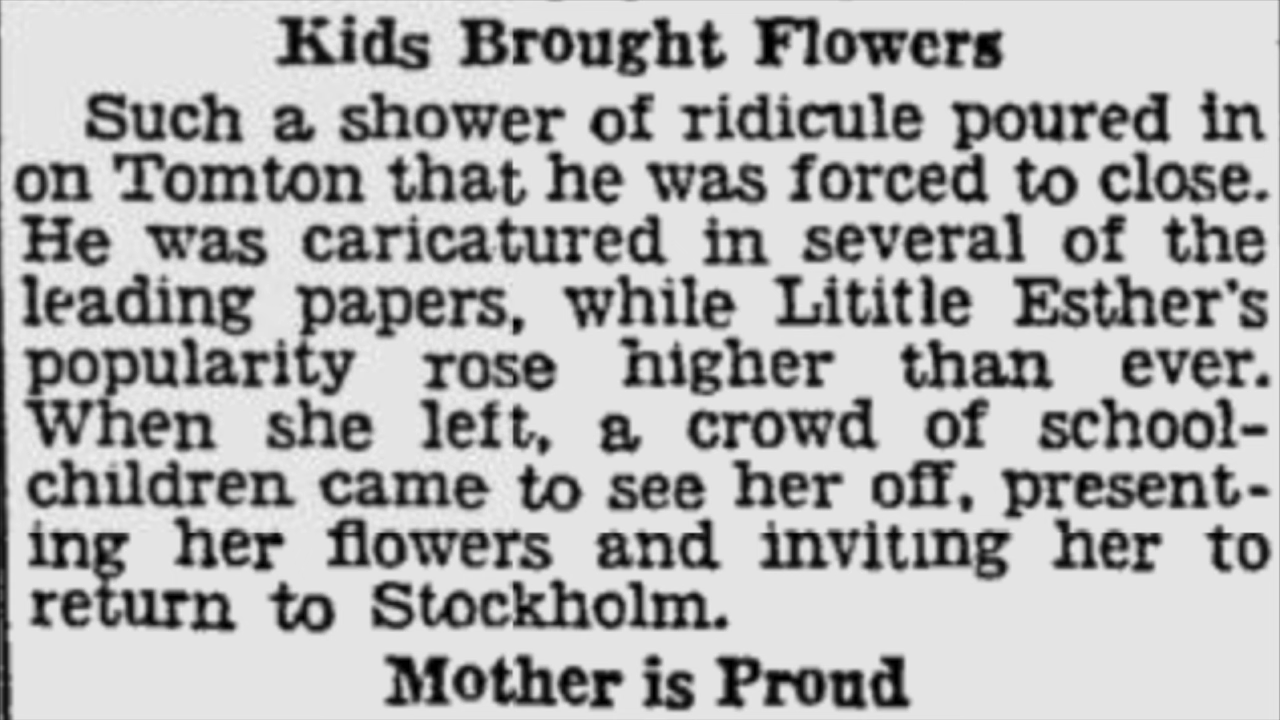 Kids Brought Flowers
Such a shower of ridicule poured in
on Tomton that he was forced to close.
He was caricatured in several of the
leading papers, while Lititle Esther's
popularity rose higher than ever.
When she left, a crowd of school-
children came to see her off, present-
ing her flowers and inviting her to
return to Stockholm.
Mother is Proud